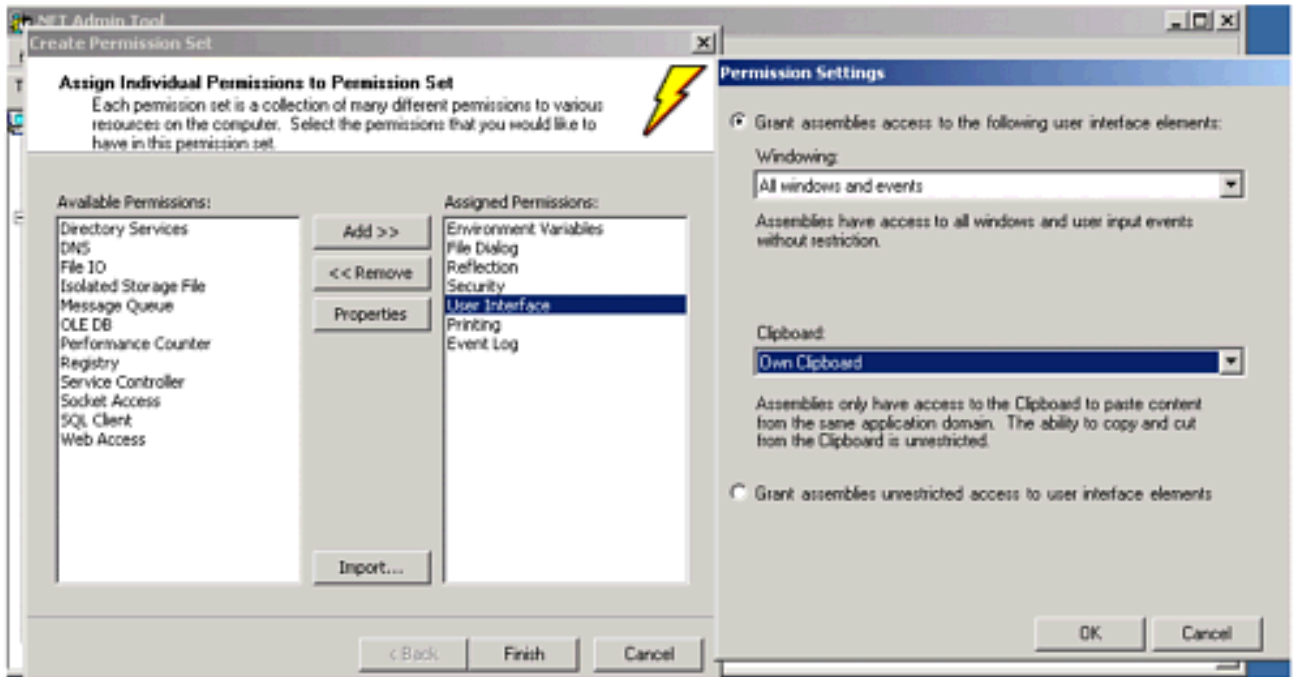 .NET Admin Tool
Create Permission Set
Assign Individual Permissions to Permission Set
Each permission set is a collection of many different permissions to various
resources on the computer. Select the permissions that you would like to
have in this permission set.
Available Permissions:
Directory Services
DNS
File IO
Isolated Storage File
Message Queue
OLE DB
Performance Counter
Registry
Service Controller
Socket Access
SQL Client
Web Access
Add >>
<< Remove
Properties
Import...
Assigned Permissions:
Environment Variables
File Dialog
Reflection
Security
User Interface
Printing
Event Log
< Back
Finish
Cancel
Permission Settings
Grant assemblies access to the following user interface elements:
Windowing:
All windows and events
Assemblies have access to all windows and user input events
without restriction.
Clipboard:
Own Clipboard
Assemblies only have access to the Clipboard to paste content
from the same application domain. The ability to copy and cut
from the Clipboard is unrestricted.
Grant assemblies unrestricted access to user interface elements
OK
Cancel